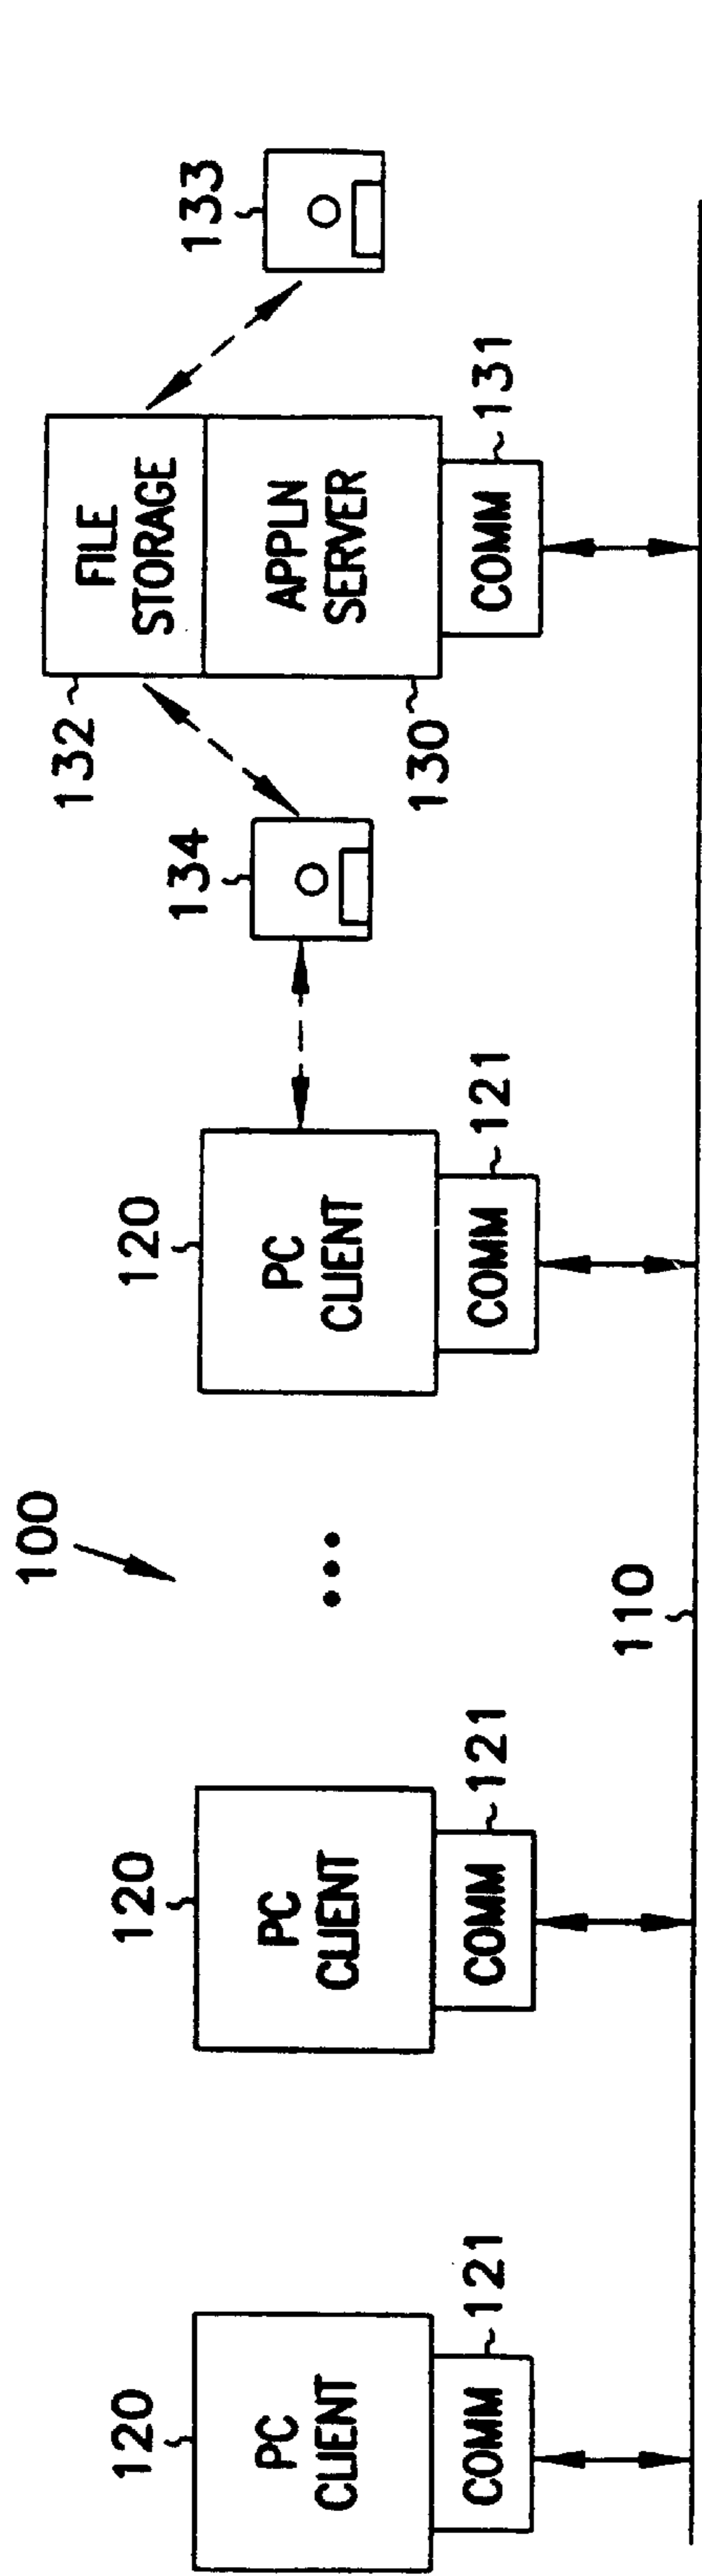 100
120
PC
CLIENT
COMM
121
120
PC
CLIENT
COMM
121
110
120
PC
CLIENT
COMM
121
134
132
FILE
STORAGE
APPLN
SERVER
130
COMM
131
133